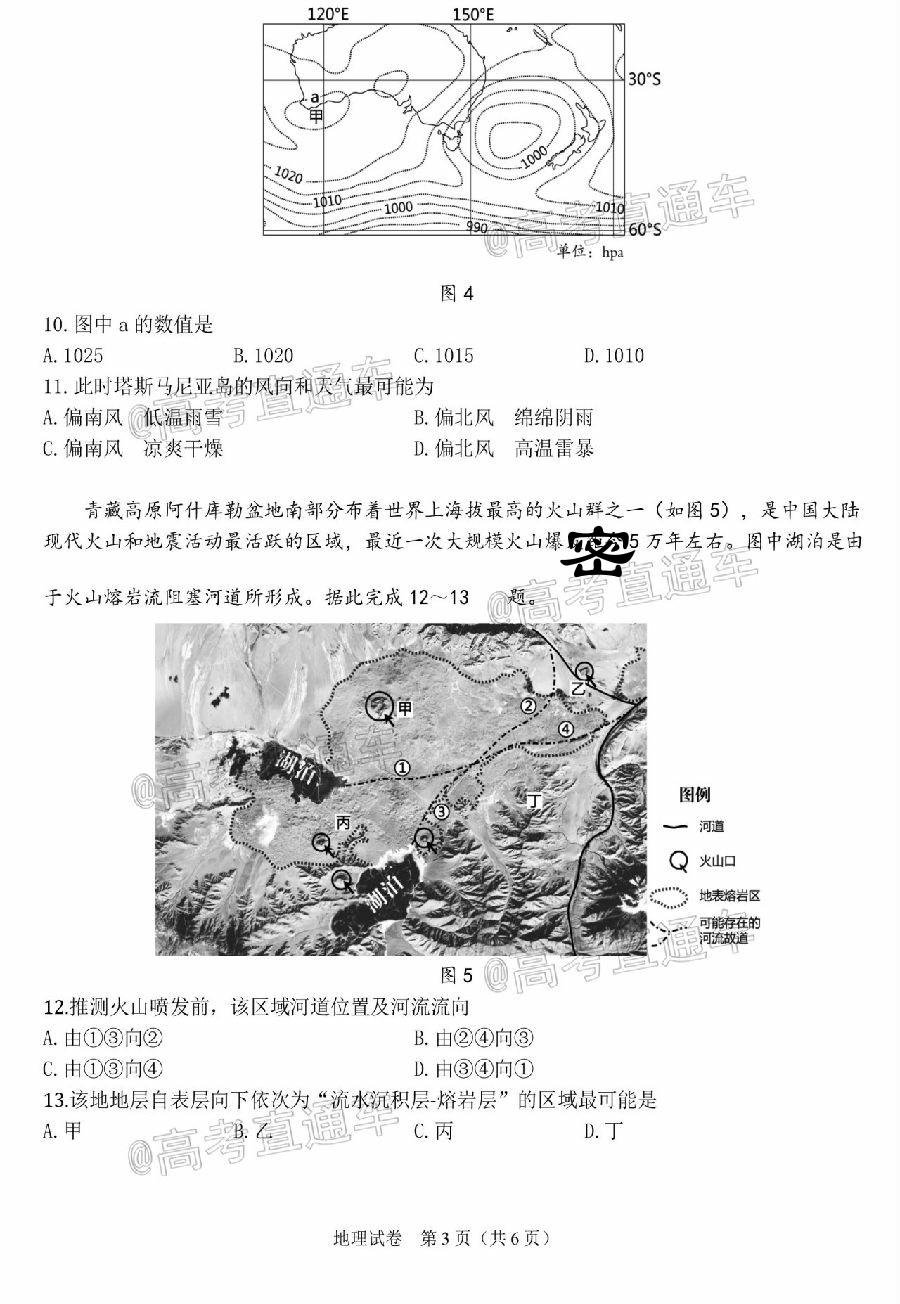 120°E 150°E
30°S
a
甲
1000
1020
1010 1000 1010
990 60°S
单位：hpa
@高考直通车
图 4
10. 图中 a 的数值是
A. 1025 B. 1020 C. 1015 D. 1010
11. 此时塔斯马尼亚岛的风向和天气最可能为
A. 偏南风 低温雨雪 B. 偏北风 绵绵阴雨
C. 偏南风 凉爽干燥 D. 偏北风 高温雷暴
@高考直通车
青藏高原阿什库勒盆地南部分布着世界上海拔最高的火山群之一（如图 5），是中国大陆
现代火山和地震活动最活跃的区域，最近一次大规模火山爆 密 5 万年左右。图中湖泊是由
于火山熔岩流阻塞河道所形成。据此完成 12～13 题。
@高考直通车
乙
甲 ② ④
湖泊 ①
丁
丙 ③
湖泊
图例
河道
火山口
地表熔岩区
可能存在的
河流故道
@高考直通车
@高考直通车
图 5
12.推测火山喷发前，该区域河道位置及河流流向
A. 由①③向② B. 由②④向③
C. 由①③向④ D. 由③④向①
13.该地地层自表层向下依次为“流水沉积层-熔岩层”的区域最可能是
A. 甲 B. 乙 C. 丙 D. 丁
@高考直通车
地理试卷 第 3 页（共 6 页）